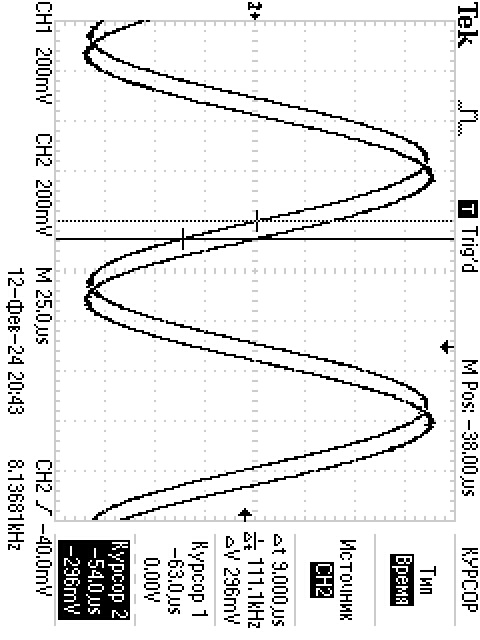 Tek T Trig'd M Pos: -38.00µs КУРСОР
Тип
Время
Источник
CH2
Δt 9.000µs
1/Δt 111.1kHz
ΔV 296mV
2
Курсор 1
-63.0µs
0.00V
Курсор 2
-54.0µs
-296mV
CH1 200mV CH2 200mV M 25.0µs CH2 -40.0mV
12-Фев-24 20:43 8.13681kHz